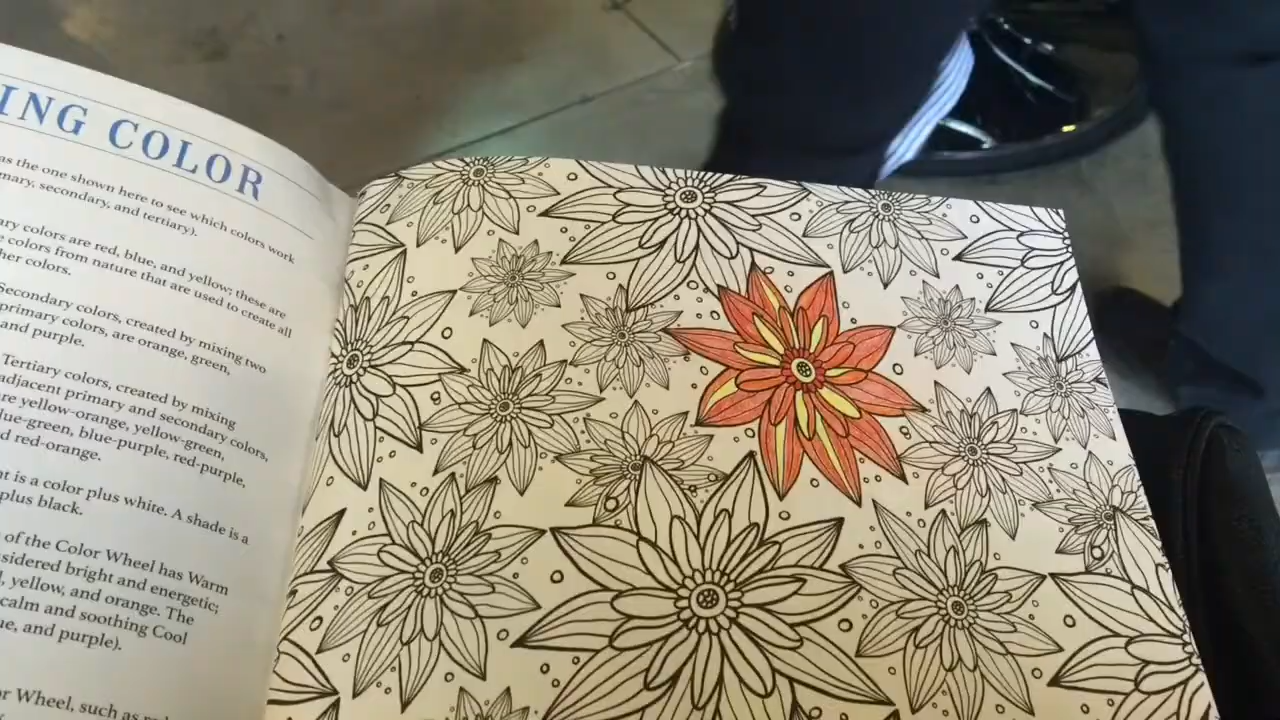 ING COLOR
as the one shown here to see which colors work
mary, secondary, and tertiary).
ary colors are red, blue, and yellow; these are
e colors from nature that are used to create all
her colors.
Secondary colors, created by mixing two
primary colors, are orange, green,
and purple.
Tertiary colors, created by mixing
adjacent primary and secondary colors,
re yellow-orange, yellow-green,
lue-green, blue-purple, red-purple,
d red-orange.
nt is a color plus white. A shade is a
plus black.
of the Color Wheel has Warm
sidered bright and energetic;
l, yellow, and orange. The
calm and soothing Cool
ue, and purple).
or Wheel, such as